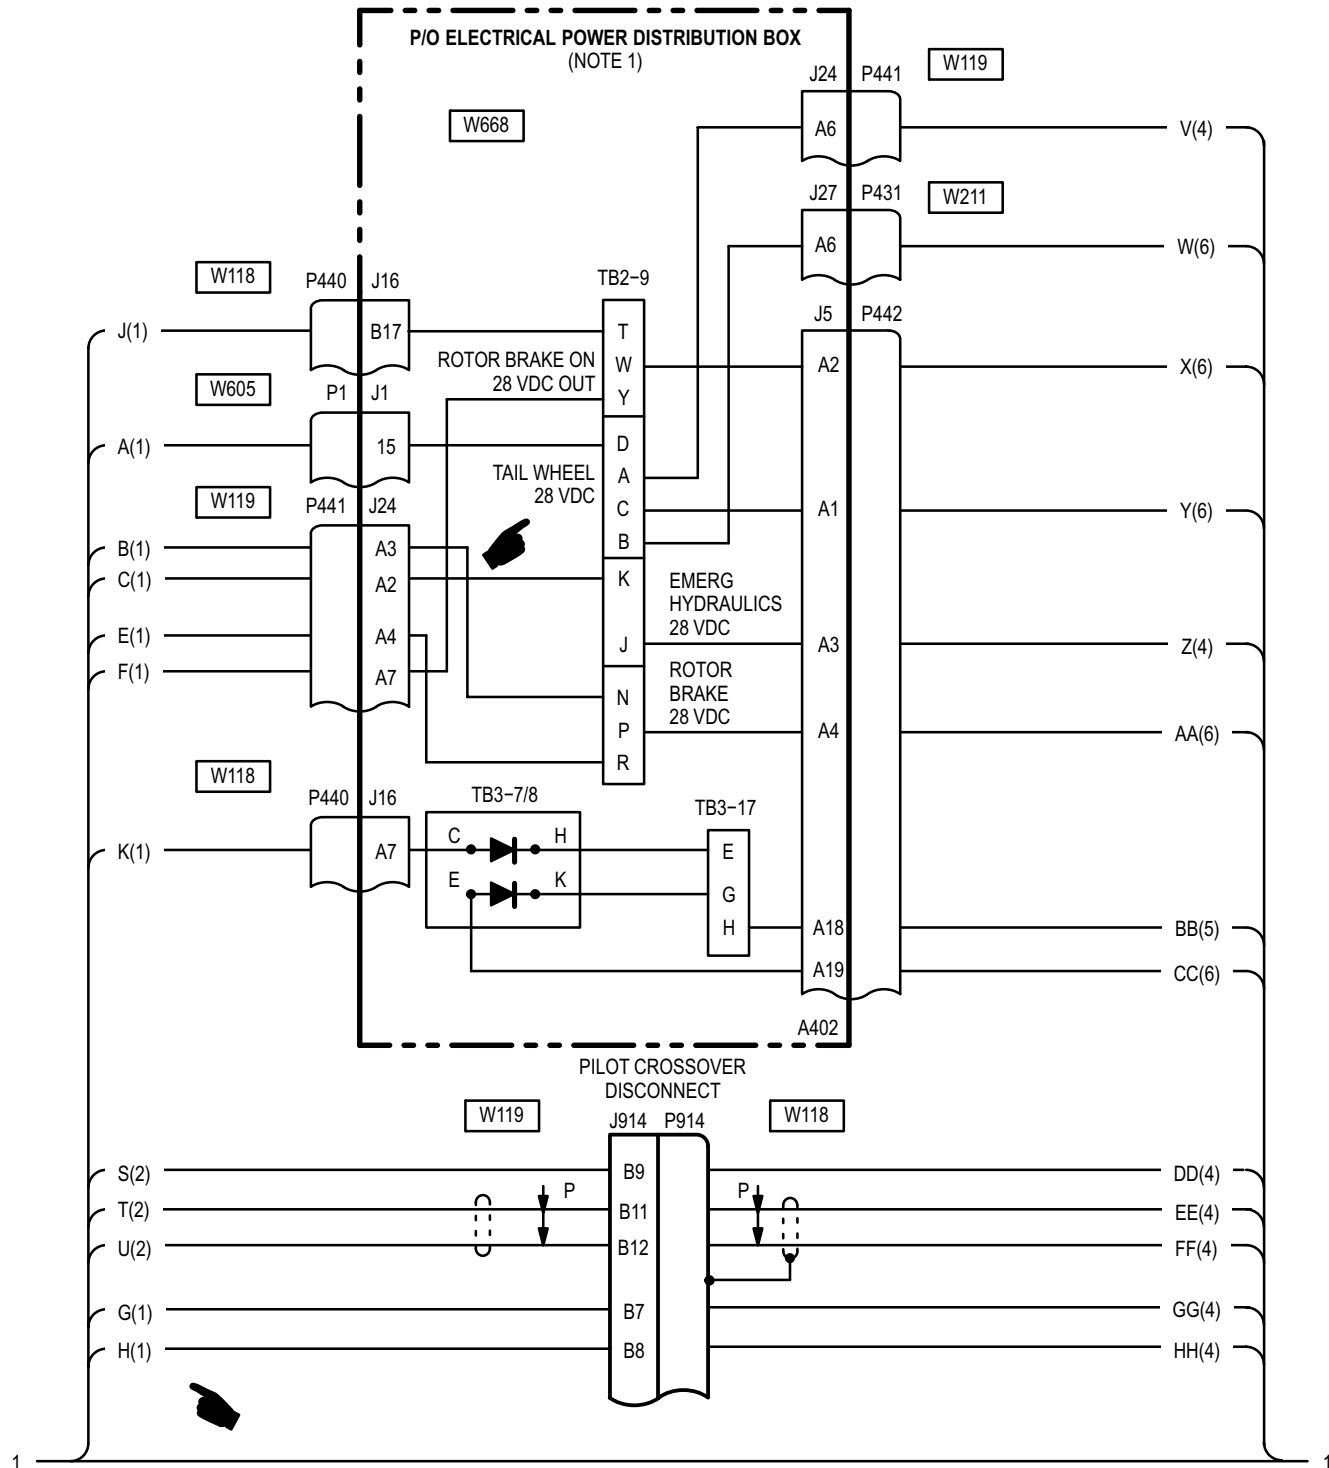 P/O ELECTRICAL POWER DISTRIBUTION BOX
(NOTE 1)
W668
J24 P441 W119
A6 V(4)
J27 P431 W211
A6 W(6)
W118 P440 J16 TB2−9
J5 P442
J(1) B17 T
ROTOR BRAKE ON
28 VDC OUT
W A2 X(6)
Y
W605 P1 J1
A(1) 15 D
TAIL WHEEL
28 VDC
A
C A1 Y(6)
B
W119 P441 J24
B(1) A3
C(1) A2 K
EMERG
HYDRAULICS
28 VDC
E(1) A4 J A3 Z(4)
F(1) A7
ROTOR
BRAKE
28 VDC
N
P A4 AA(6)
R
W118 P440 J16 TB3−7/8 TB3−17
K(1) A7 C H E
E K G
H A18 BB(5)
A19 CC(6)
A402
PILOT CROSSOVER
DISCONNECT
W119 J914 P914 W118
S(2) B9 DD(4)
T(2) P B11 P EE(4)
U(2) B12 FF(4)
G(1) B7 GG(4)
H(1) B8 HH(4)
1 1